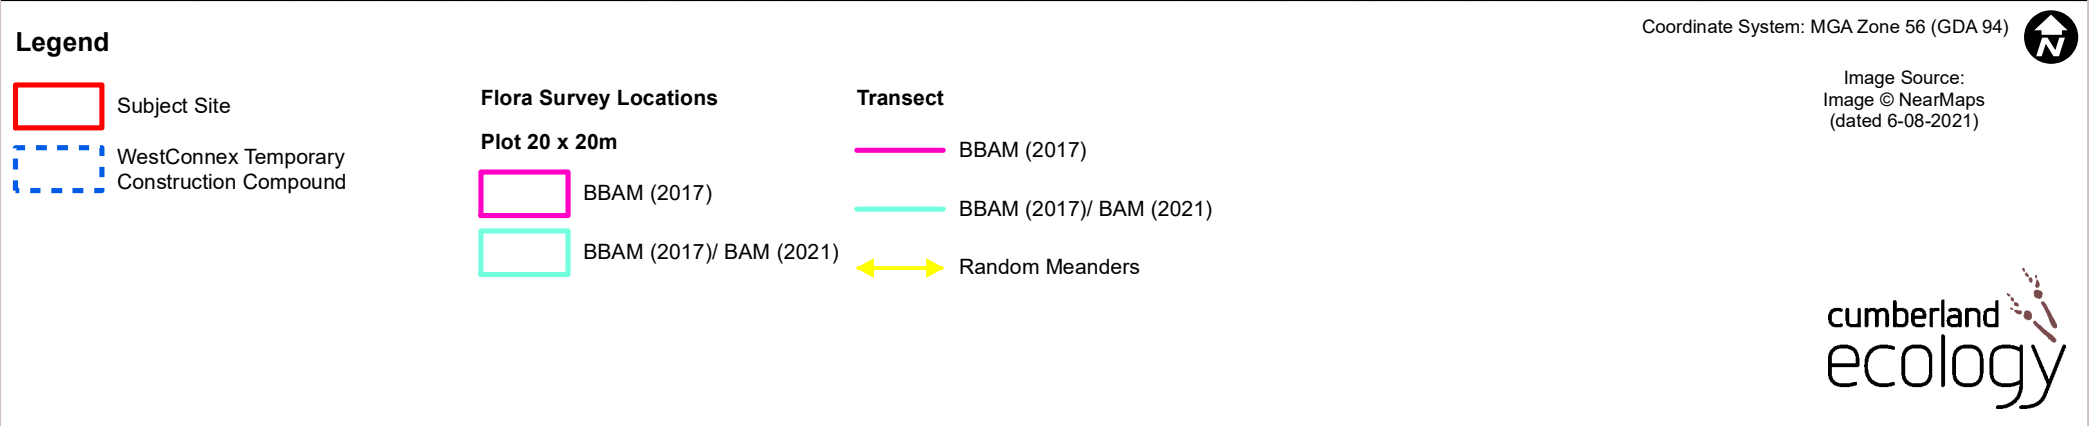 Legend
Subject Site
WestConnex Temporary
Construction Compound
Flora Survey Locations
Plot 20 x 20m
BBAM (2017)
BBAM (2017)/ BAM (2021)
Transect
BBAM (2017)
BBAM (2017)/ BAM (2021)
Random Meanders
Coordinate System: MGA Zone 56 (GDA 94)
N
Image Source:
Image © NearMaps
(dated 6-08-2021)
cumberland
ecology